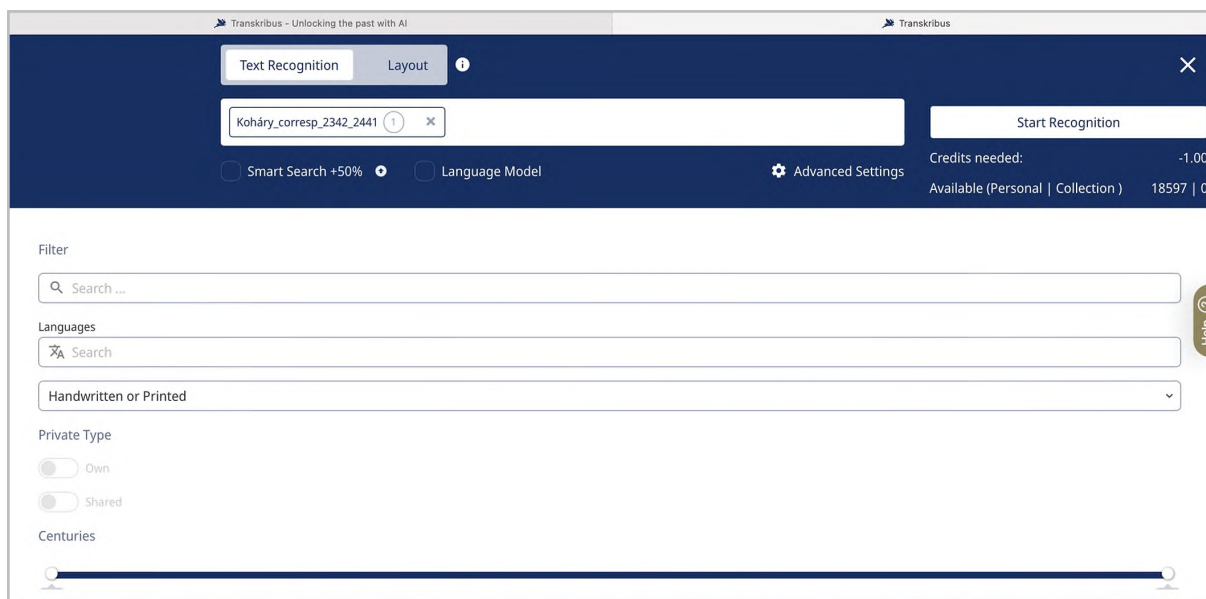 Transkribus - Unlocking the past with AI
Transkribus
Text Recognition
Layout
Koháry_corresp_2342_2441 1
Start Recognition
Smart Search +50%
Language Model
Advanced Settings
Credits needed: -1.00
Available (Personal | Collection ) 18597 | 0
Filter
Search ...
Languages
Search
Help
Handwritten or Printed
Private Type
Own
Shared
Centuries